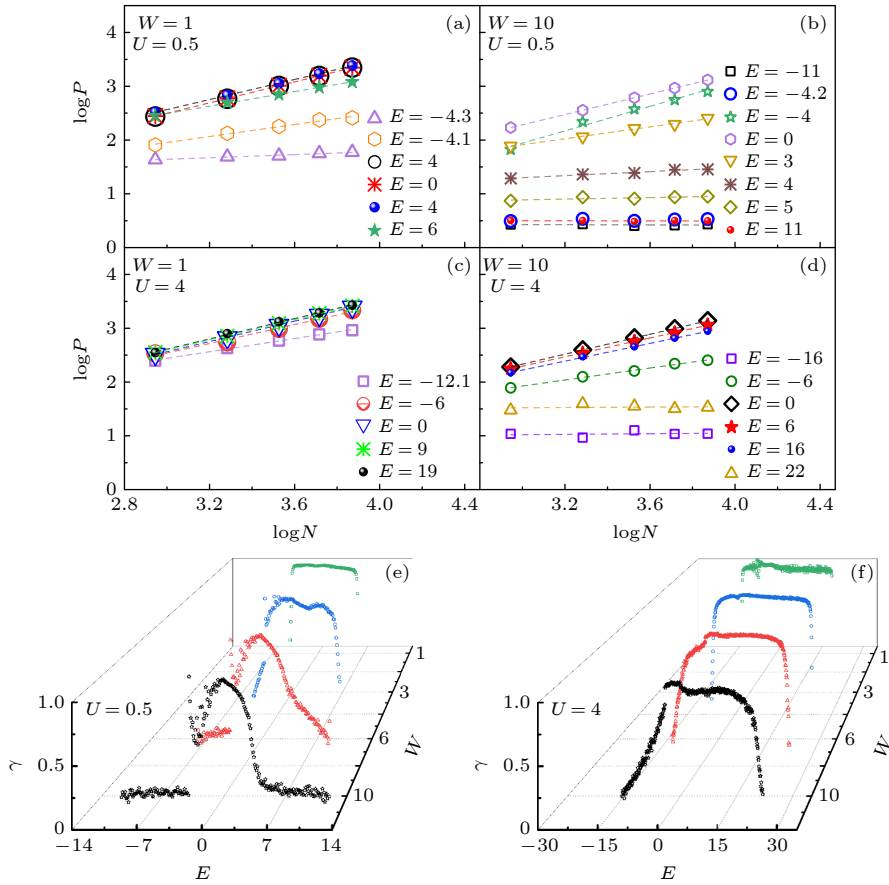 W = 1
U = 0.5
(a)
4
3
2
1
0
logP
E = −4.3
E = −4.1
E = 4
E = 0
E = 4
E = 6
W = 10
U = 0.5
(b)
E = −11
E = −4.2
E = −4
E = 0
E = 3
E = 4
E = 5
E = 11
W = 1
U = 4
(c)
4
3
2
1
0
logP
E = −12.1
E = −6
E = 0
E = 9
E = 19
2.8 3.2 3.6 4.0 4.4
logN
W = 10
U = 4
(d)
E = −16
E = −6
E = 0
E = 6
E = 16
E = 22
3.2 3.6 4.0 4.4
logN
(e)
U = 0.5
1.0
0.5
0
γ
−14 −7 0 7 14
E
1
3
6
10
W
(f)
U = 4
1.0
0.5
0
γ
−30 −15 0 15 30
E
1
3
6
10
W